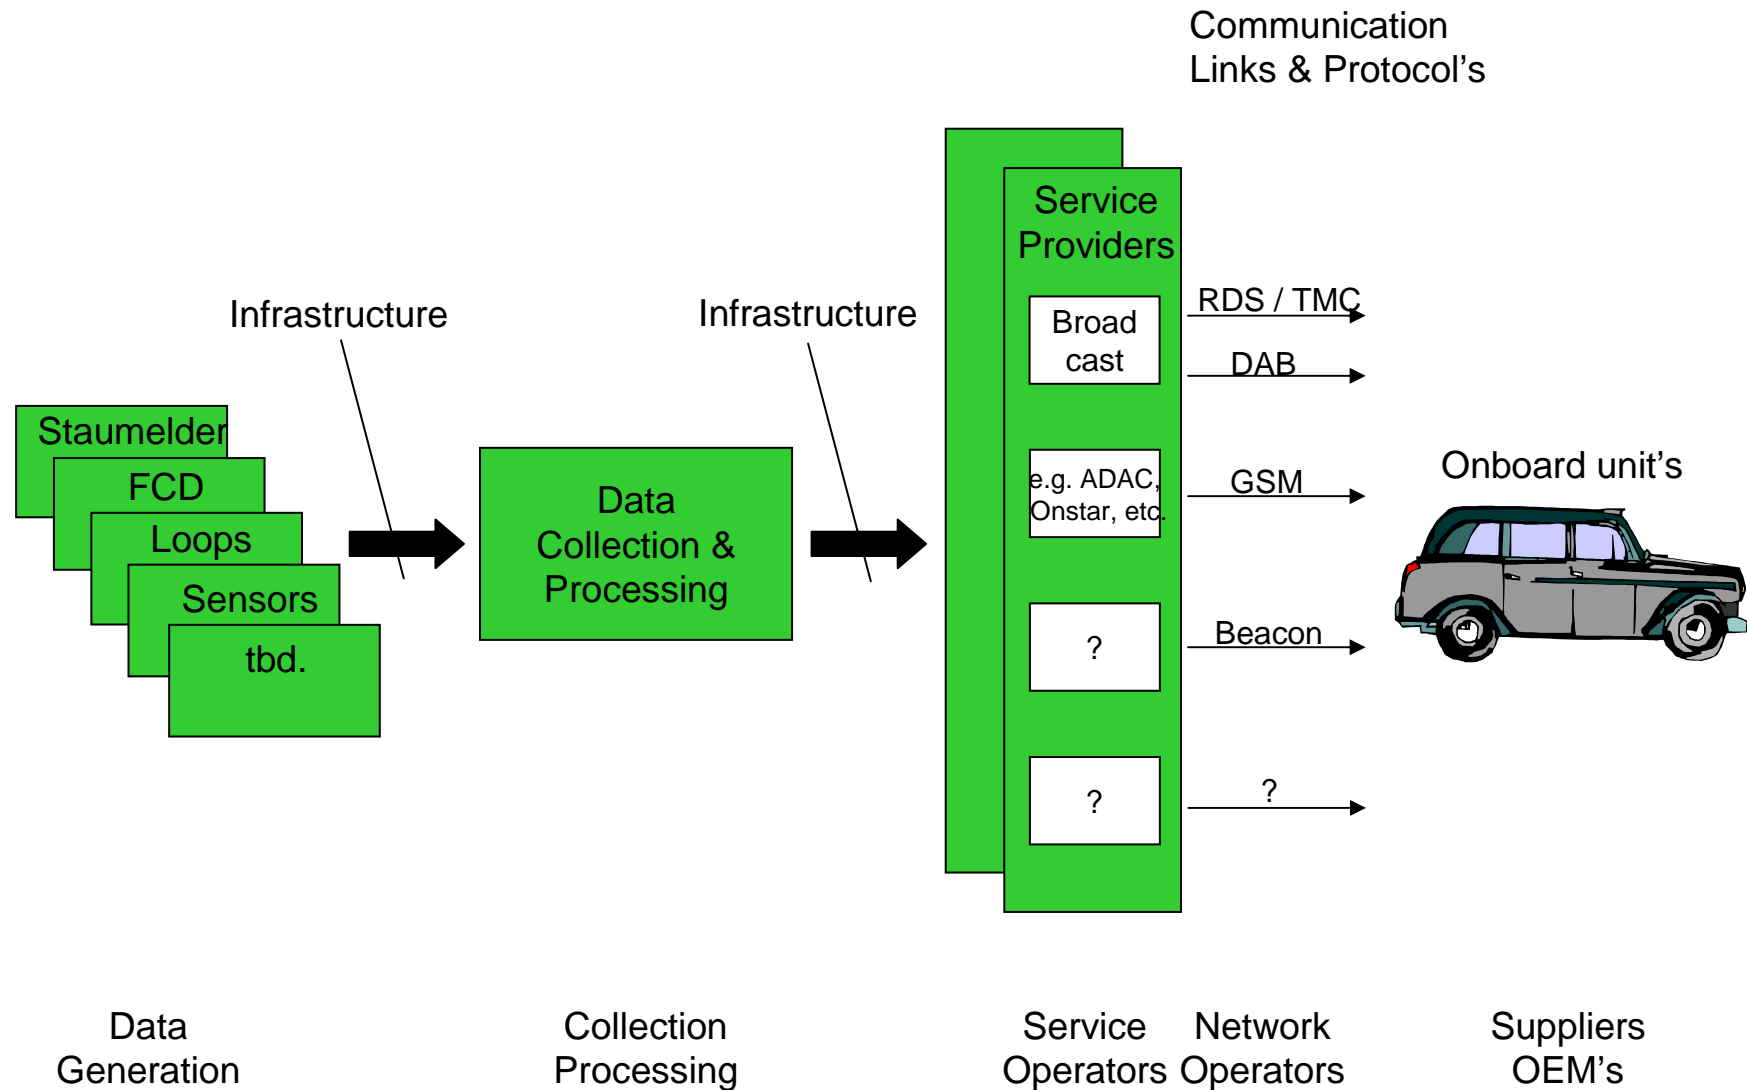 Communication
Links & Protocol's
Service
Providers
Infrastructure
Infrastructure
RDS / TMC
Broad
cast
DAB
Staumelder
FCD
Loops
Sensors
tbd.
Data
Collection &
Processing
e.g. ADAC,
Onstar, etc.
GSM
Onboard unit's
?
Beacon
?
?
Data
Generation
Collection
Processing
Service
Operators
Network
Operators
Suppliers
OEM's